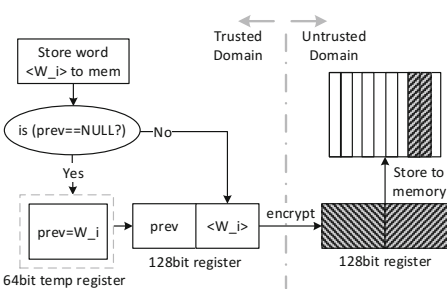 Trusted
Domain
Untrusted
Domain
Store word
<W_i> to mem
is (prev==NULL?)
No
Yes
Store to
memory
prev=W_i
prev
<W_i>
encrypt
64bit temp register
128bit register
128bit register